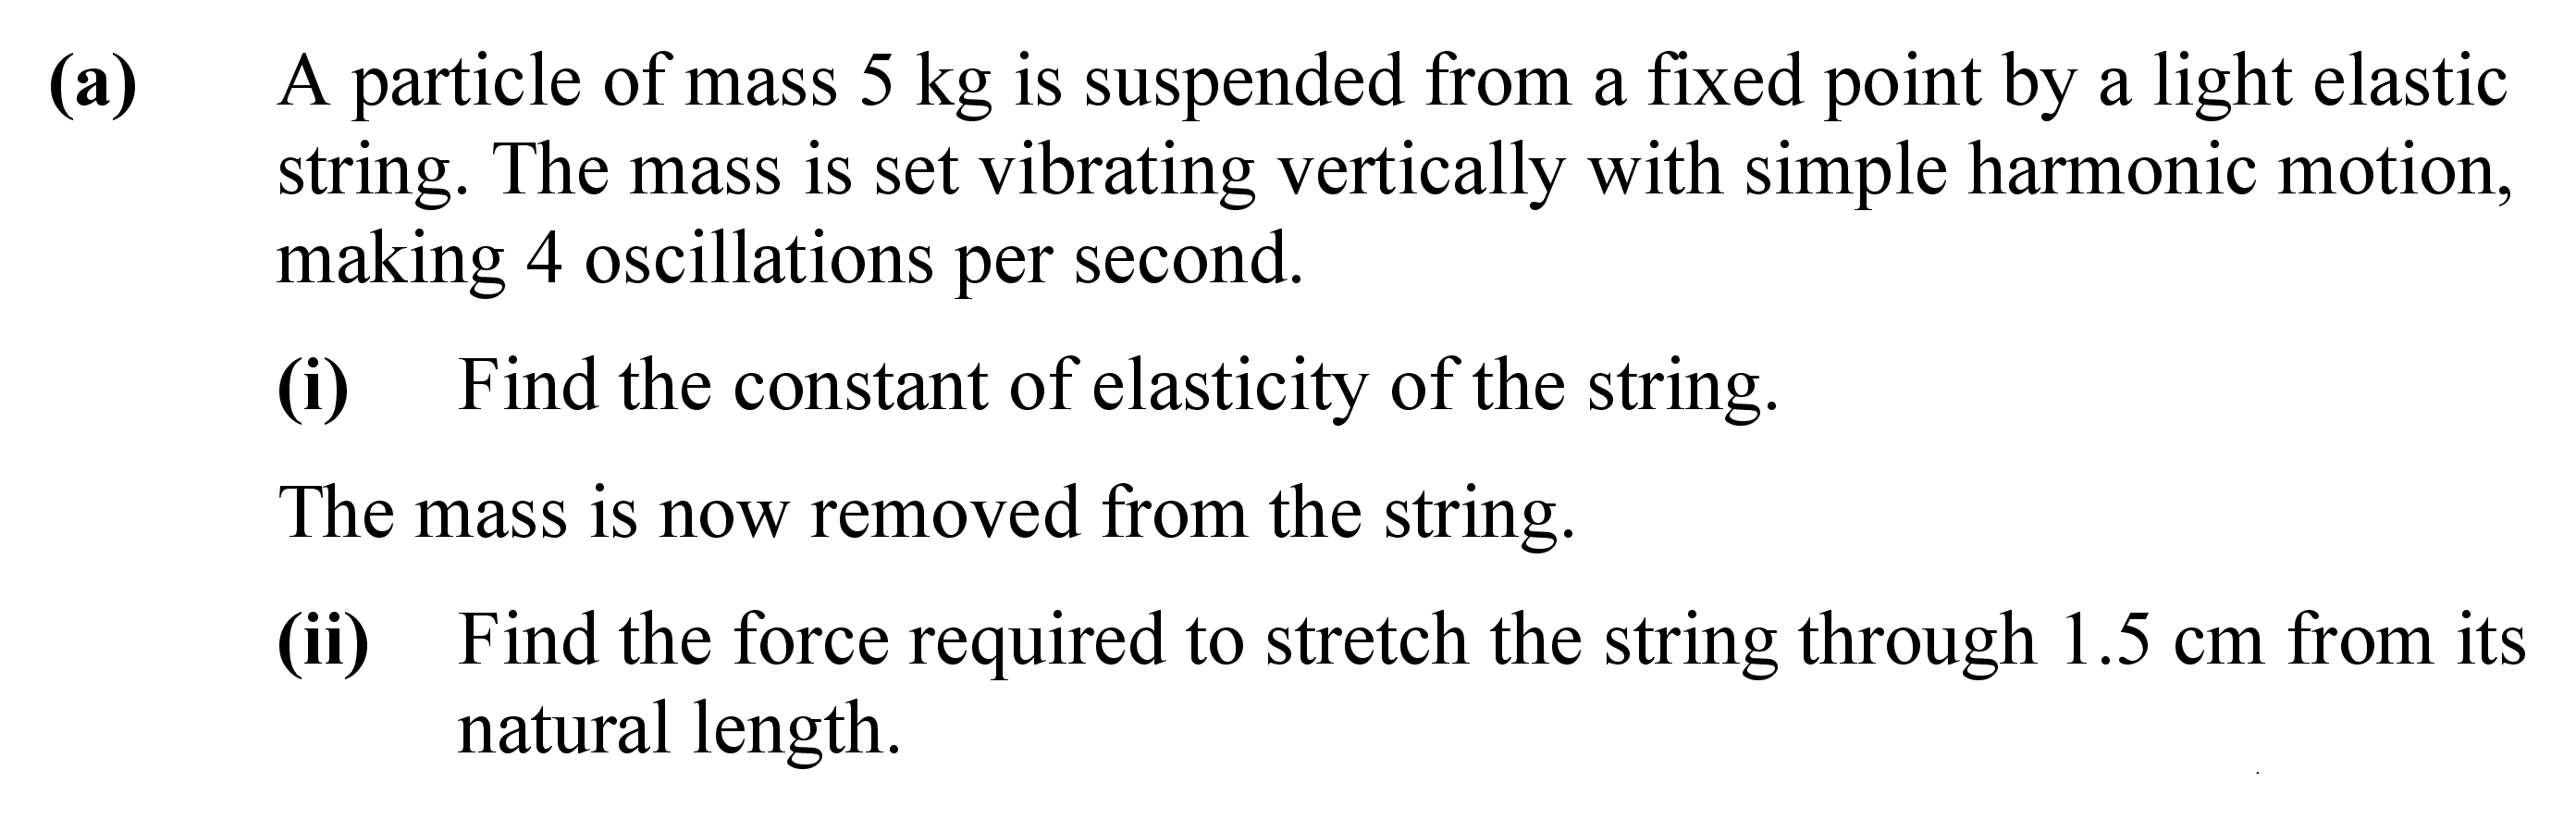 (a) A particle of mass 5 kg is suspended from a fixed point by a light elastic
string. The mass is set vibrating vertically with simple harmonic motion,
making 4 oscillations per second.
(i) Find the constant of elasticity of the string.
The mass is now removed from the string.
(ii) Find the force required to stretch the string through 1.5 cm from its
natural length.